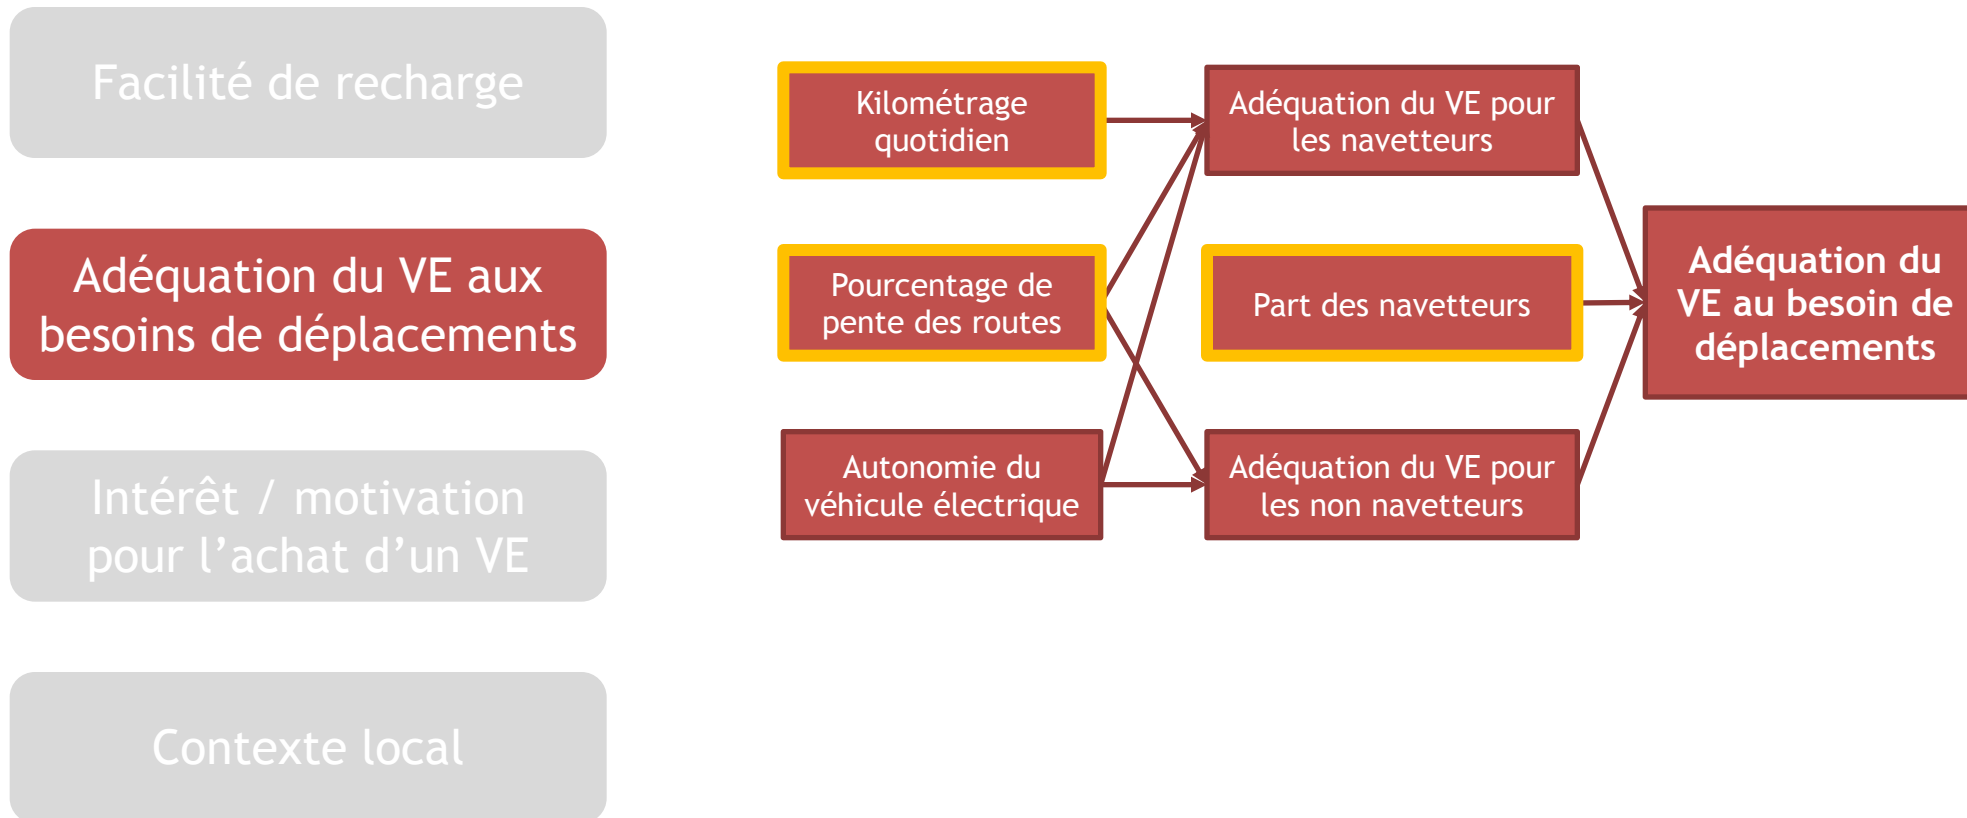 Facilité de recharge
Adéquation du VE aux
besoins de déplacements
Intérêt / motivation
pour l’achat d’un VE
Contexte local
Kilométrage
quotidien
Pourcentage de
pente des routes
Autonomie du
véhicule électrique
Adéquation du VE pour
les navetteurs
Part des navetteurs
Adéquation du VE pour
les non navetteurs
Adéquation du
VE au besoin de
déplacements